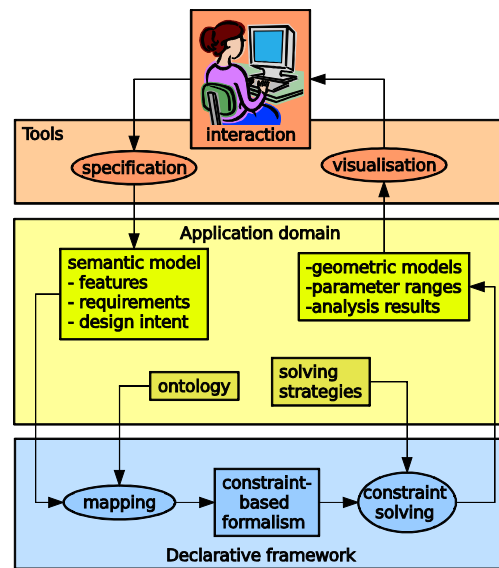 interaction
Tools
specification
visualisation
Application domain
semantic model
- features
- requirements
- design intent
-geometric models
-parameter ranges
-analysis results
ontology
solving
strategies
mapping
constraint-
based
formalism
constraint
solving
Declarative framework